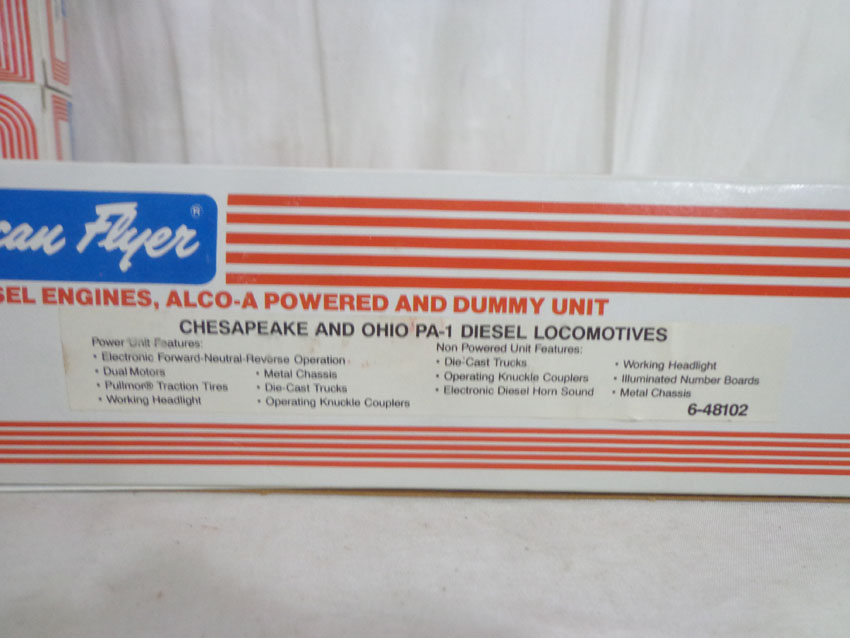 can Flyer®
SEL ENGINES, ALCO-A POWERED AND DUMMY UNIT
CHESAPEAKE AND OHIO PA-1 DIESEL LOCOMOTIVES
Power Unit Features:
• Electronic Forward-Neutral-Reverse Operation
• Dual Motors
• Pullmor® Traction Tires
• Working Headlight
• Metal Chassis
• Die-Cast Trucks
• Operating Knuckle Couplers
Non Powered Unit Features:
• Die-Cast Trucks
• Operating Knuckle Couplers
• Electronic Diesel Horn Sound
• Working Headlight
• Illuminated Number Boards
• Metal Chassis
6-48102